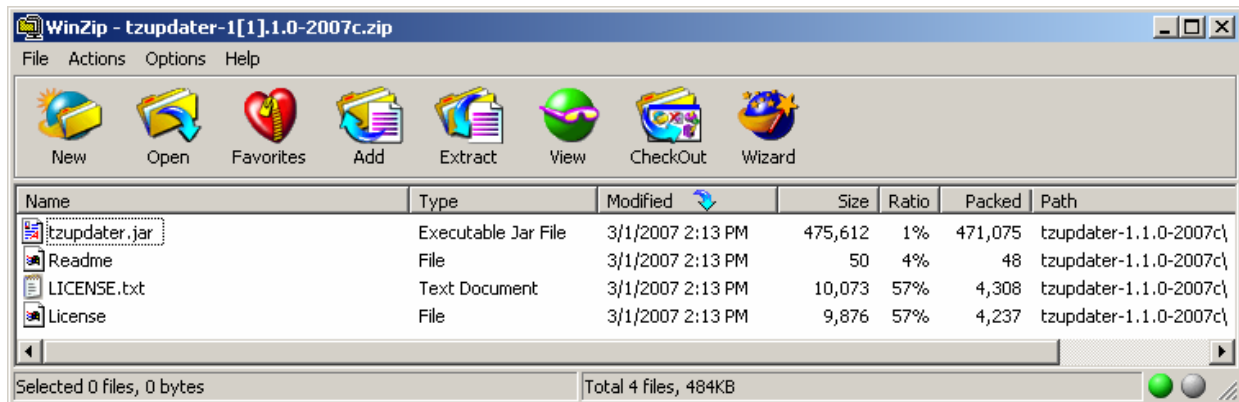 WinZip - tzupdater-1[1].1.0-2007c.zip
File Actions Options Help
New Open Favorites Add Extract View CheckOut Wizard
Name Type Modified Size Ratio Packed Path
tzupdater.jar Executable Jar File 3/1/2007 2:13 PM 475,612 1% 471,075 tzupdater-1.1.0-2007c\
Readme File 3/1/2007 2:13 PM 50 4% 48 tzupdater-1.1.0-2007c\
LICENSE.txt Text Document 3/1/2007 2:13 PM 10,073 57% 4,308 tzupdater-1.1.0-2007c\
License File 3/1/2007 2:13 PM 9,876 57% 4,237 tzupdater-1.1.0-2007c\
Selected 0 files, 0 bytes Total 4 files, 484KB